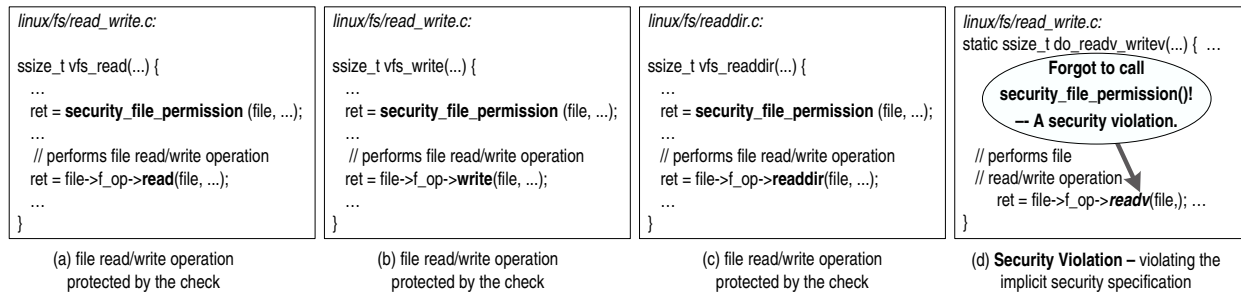 linux/fs/read_write.c:
ssize_t vfs_read(...) {
...
ret = security_file_permission (file, ...);
...
// performs file read/write operation
ret = file->f_op->read(file, ...);
...
}
(a) file read/write operation
protected by the check
linux/fs/read_write.c:
ssize_t vfs_write(...) {
...
ret = security_file_permission (file, ...);
...
// performs file read/write operation
ret = file->f_op->write(file, ...);
...
}
(b) file read/write operation
protected by the check
linux/fs/readdir.c:
ssize_t vfs_readdir(...) {
...
ret = security_file_permission (file, ...);
...
// performs file read/write operation
ret = file->f_op->readdir(file, ...);
...
}
(c) file read/write operation
protected by the check
linux/fs/read_write.c:
static ssize_t do_readv_writev(...) { ...
Forgot to call
security_file_permission()!
–- A security violation.
// performs file
// read/write operation
ret = file->f_op->readv(file,); ...
}
(d) Security Violation – violating the
implicit security specification